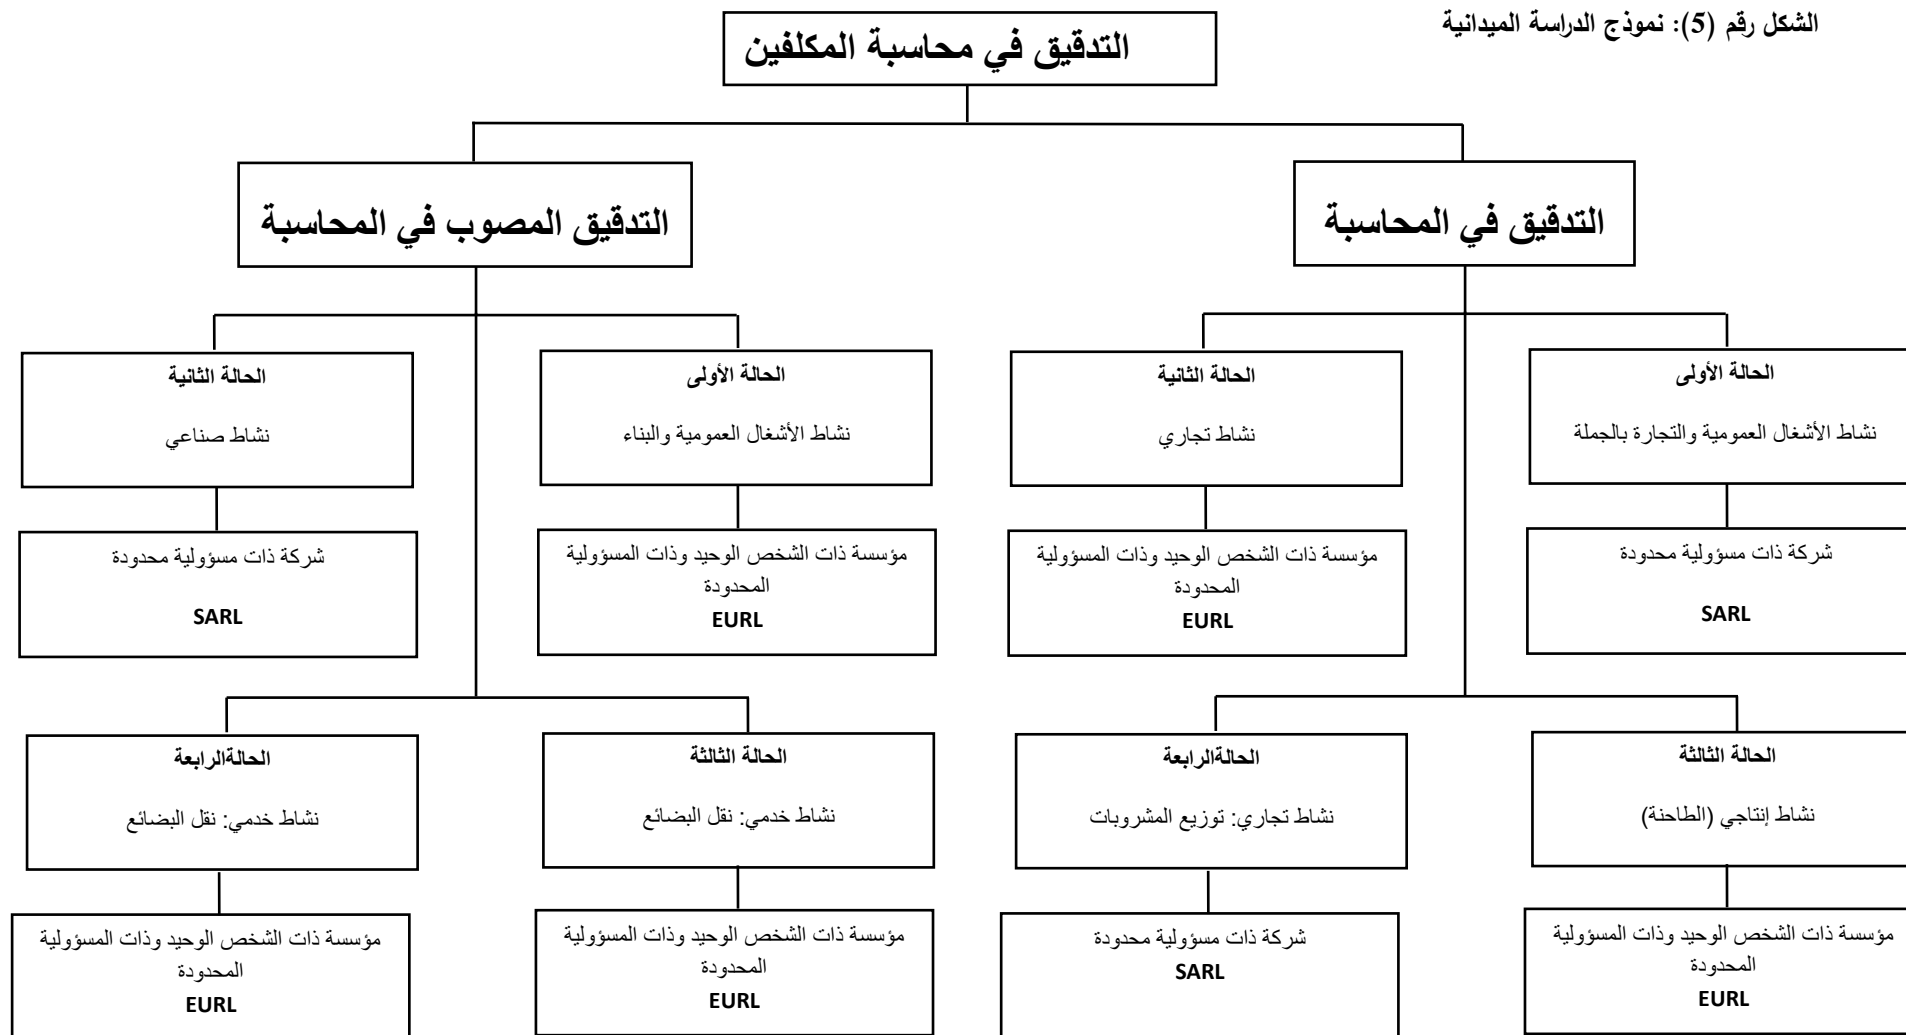 الشكل رقم (5): نموذج الدراسة الميدانية
التدقيق في محاسبة المكلفين
التدقيق في المحاسبة
التدقيق المصوب في المحاسبة
الحالة الأولى
نشاط الأشغال العمومية والتجارة بالجملة
شركة ذات مسؤولية محدودة
SARL
الحالة الثانية
نشاط تجاري
مؤسسة ذات الشخص الوحيد وذات المسؤولية
المحدودة
EURL
الحالة الأولى
نشاط الأشغال العمومية والبناء
مؤسسة ذات الشخص الوحيد وذات المسؤولية
المحدودة
EURL
الحالة الثانية
نشاط صناعي
شركة ذات مسؤولية محدودة
SARL
الحالة الثالثة
نشاط إنتاجي (الطاحنة)
مؤسسة ذات الشخص الوحيد وذات المسؤولية
المحدودة
EURL
الحالةالرابعة
نشاط تجاري: توزيع المشروبات
شركة ذات مسؤولية محدودة
SARL
الحالة الثالثة
نشاط خدمي: نقل البضائع
مؤسسة ذات الشخص الوحيد وذات المسؤولية
المحدودة
EURL
الحالةالرابعة
نشاط خدمي: نقل البضائع
مؤسسة ذات الشخص الوحيد وذات المسؤولية
المحدودة
EURL